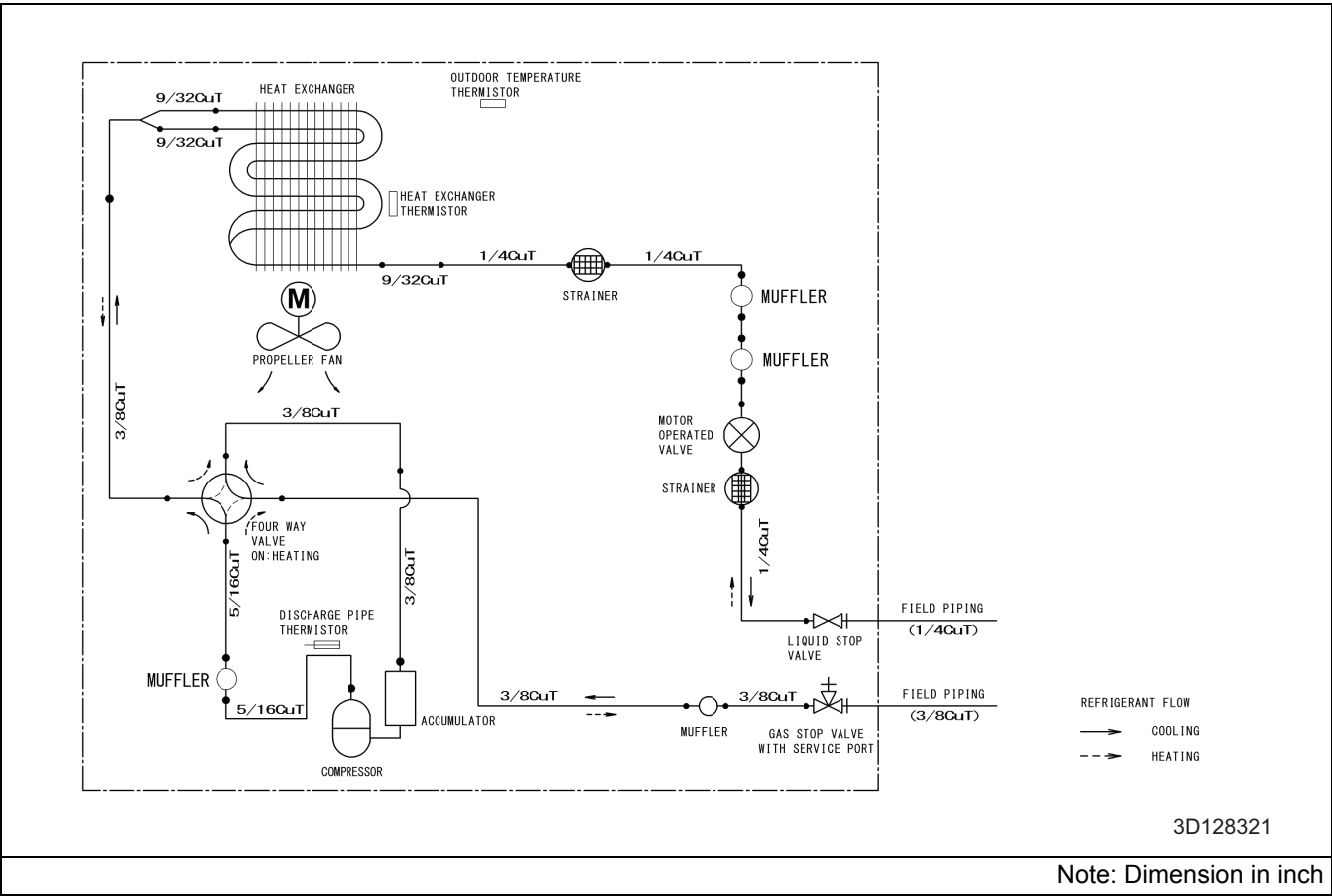 OUTDOOR TEMPERATURE
THERMISTOR
HEAT EXCHANGER
9/32CuT
9/32CuT
HEAT EXCHANGER
THERMISTOR
1/4CuT
1/4CuT
9/32CuT
STRAINER
MUFFLER
M
PROPELLER FAN
MUFFLER
3/8CuT
3/8CuT
MOTOR
OPERATED
VALVE
STRAINER
FOUR WAY
VALVE
ON:HEATING
5/16CuT
3/8CuT
1/4CuT
DISCHARGE PIPE
THERMISTOR
FIELD PIPING
(1/4CuT)
LIQUID STOP
VALVE
MUFFLER
5/16CuT
ACCUMULATOR
COMPRESSOR
3/8CuT
MUFFLER
3/8CuT
GAS STOP VALVE
WITH SERVICE PORT
FIELD PIPING
(3/8CuT)
REFRIGERANT FLOW
COOLING
HEATING
3D128321
Note: Dimension in inch